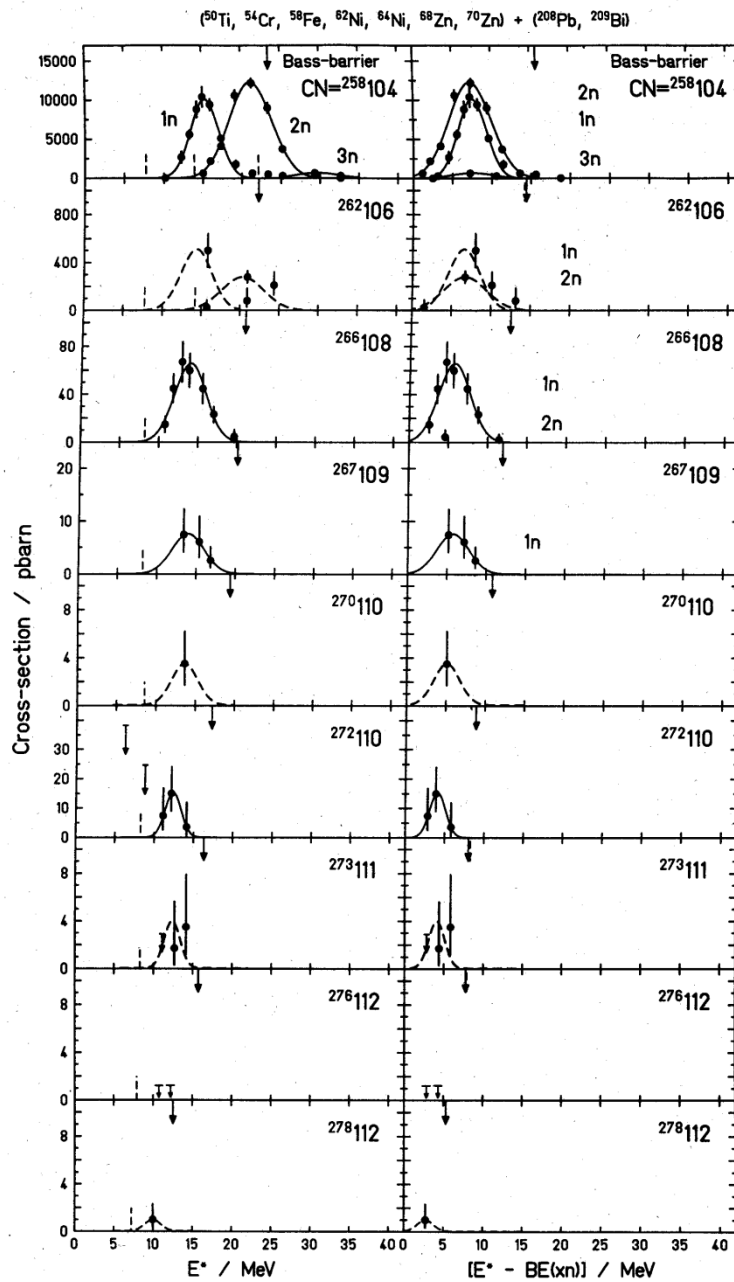 (⁵⁰Ti, ⁵⁴Cr, ⁵⁸Fe, ⁶²Ni, ⁶⁴Ni, ⁶⁸Zn, ⁷⁰Zn) + (²⁰⁸Pb, ²⁰⁹Bi)
Bass-barrier Bass-barrier
CN=²⁵⁸104 CN=²⁵⁸104
15000
10000
5000
0
1n 2n 3n
2n
1n
3n
²⁶²106 ²⁶²106
800
400
0
1n
2n
²⁶⁶108 ²⁶⁶108
80
40
0
1n
2n
²⁶⁷109 ²⁶⁷109
20
10
0
1n
²⁷⁰110 ²⁷⁰110
8
4
0
²⁷²110 ²⁷²110
30
20
10
0
²⁷³111 ²⁷³111
8
4
0
²⁷⁶112 ²⁷⁶112
8
4
0
²⁷⁸112 ²⁷⁸112
8
4
0
Cross-section / pbarn
0 5 10 15 20 25 30 35 40 5 10 15 20 25 30 35 40
E* / MeV [E* - BE(xn)] / MeV